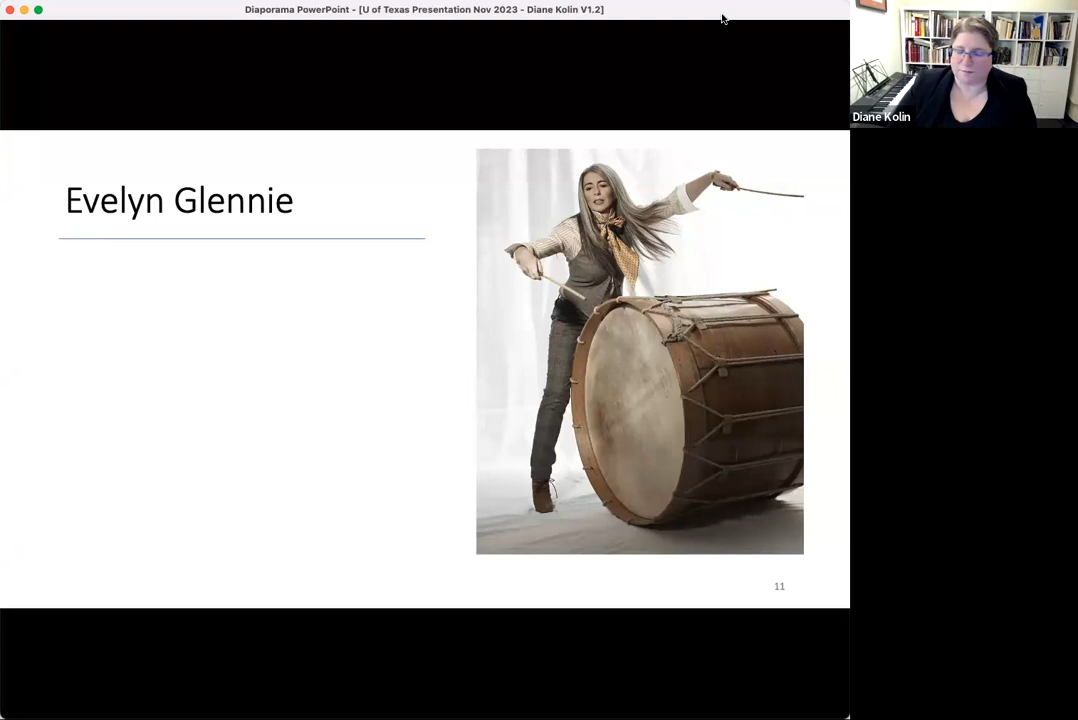 Diaporama PowerPoint - [U of Texas Presentation Nov 2023 - Diane Kolin V1.2]
Diane Kolin
Evelyn Glennie
11